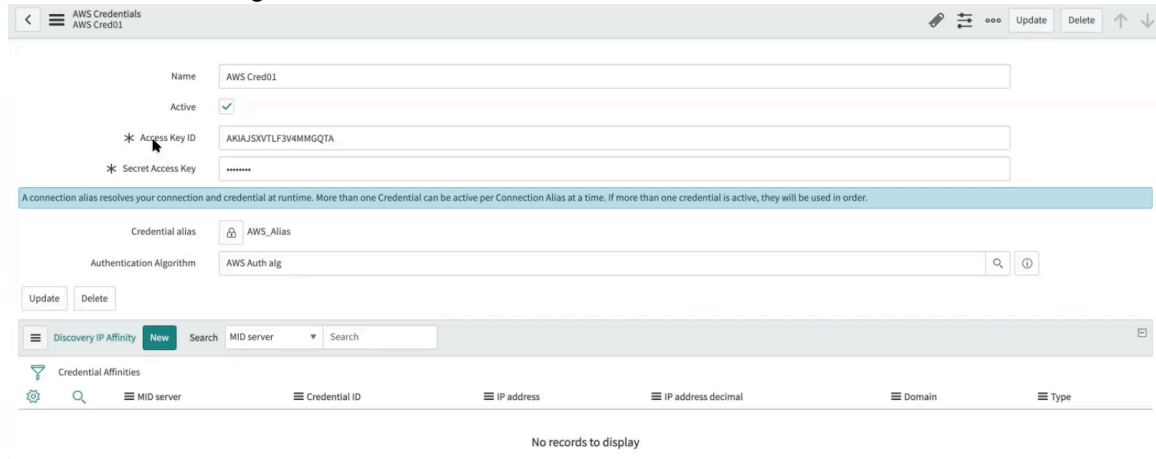 AWS Credentials
AWS Cred01
Update Delete
Name AWS Cred01
Active
Access Key ID AKIAJSXVTLF3V4MMGQTA
Secret Access Key ••••••••
A connection alias resolves your connection and credential at runtime. More than one Credential can be active per Connection Alias at a time. If more than one credential is active, they will be used in order.
Credential alias AWS_Alias
Authentication Algorithm AWS Auth alg
Update Delete
Discovery IP Affinity New Search MID server Search
Credential Affinities
MID server Credential ID IP address IP address decimal Domain Type
No records to display